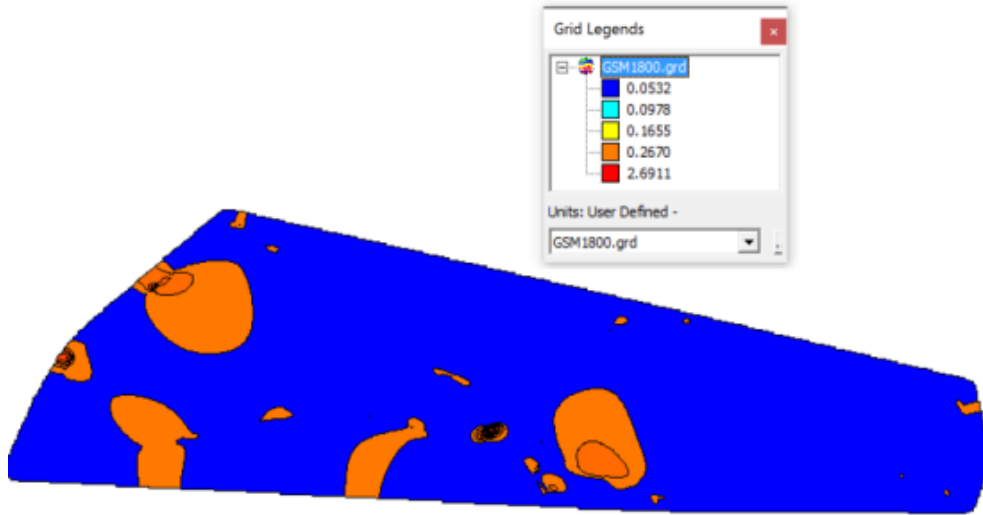 Grid Legends
GSM1800.grd
0.0532
0.0978
0.1655
0.2670
2.6911
Units: User Defined -
GSM1800.grd